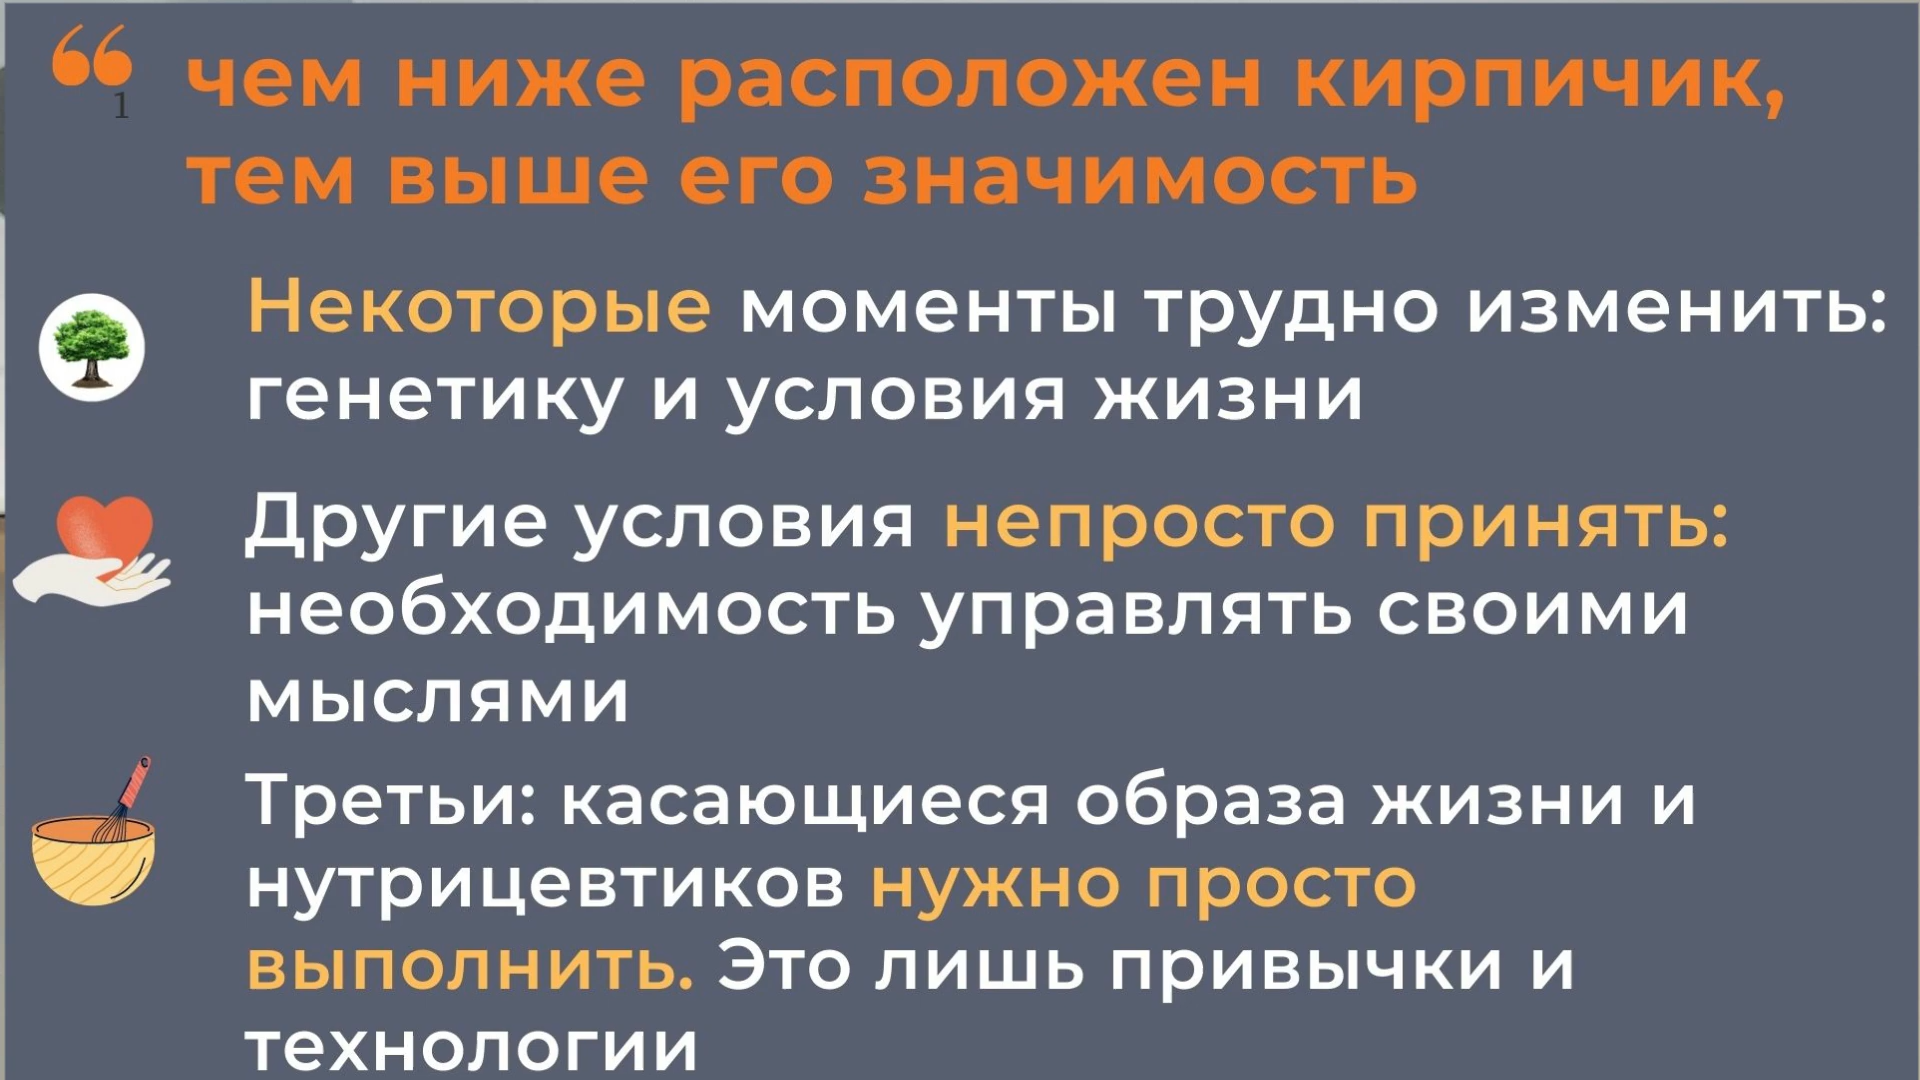 “
1
чем ниже расположен кирпичик,
тем выше его значимость
Некоторые моменты трудно изменить:
генетику и условия жизни
Другие условия непросто принять:
необходимость управлять своими
мыслями
Третьи: касающиеся образа жизни и
нутрицевтиков нужно просто
выполнить. Это лишь привычки и
технологии